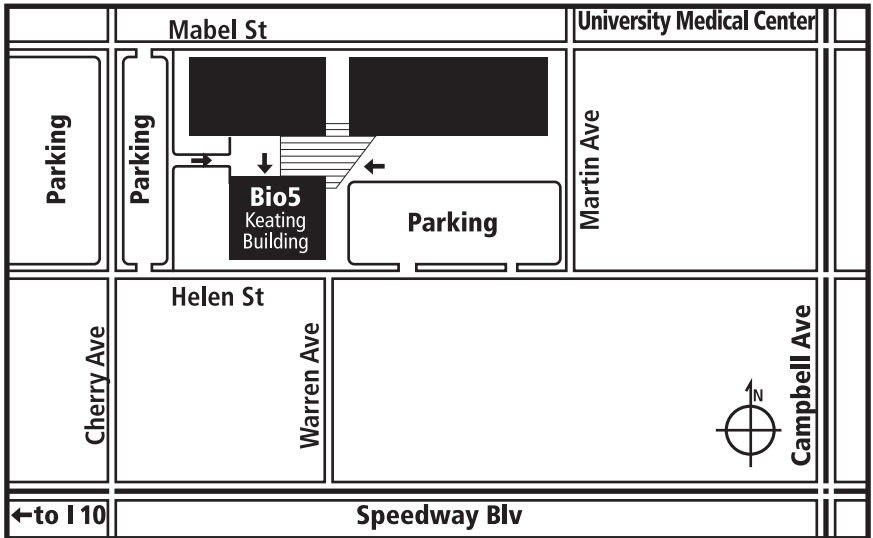 Mabel St
University Medical Center
Parking
Parking
Martin Ave
Bio5
Keating
Building
Parking
Helen St
Cherry Ave
Warren Ave
Campbell Ave
N
←to I 10
Speedway Blv